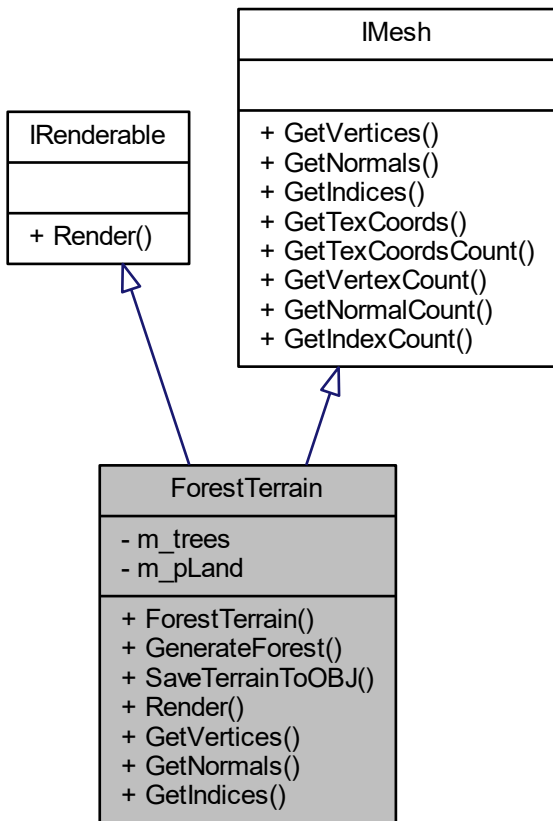 IMesh
+ GetVertices()
+ GetNormals()
+ GetIndices()
+ GetTexCoords()
+ GetTexCoordsCount()
+ GetVertexCount()
+ GetNormalCount()
+ GetIndexCount()
IRenderable
+ Render()
ForestTerrain
- m_trees
- m_pLand
+ ForestTerrain()
+ GenerateForest()
+ SaveTerrainToOBJ()
+ Render()
+ GetVertices()
+ GetNormals()
+ GetIndices()